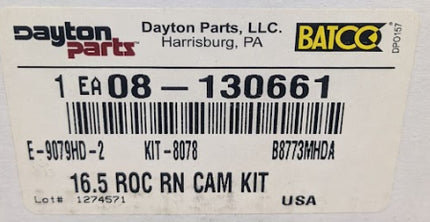 Dayton parts Dayton Parts, LLC. BATCO DPO157
Harrisburg, PA
1 EA 08-130661
E-9079HD-2 KIT-8078 B8773MHDA
16.5 ROC RN CAM KIT
Lot# 1274571 USA